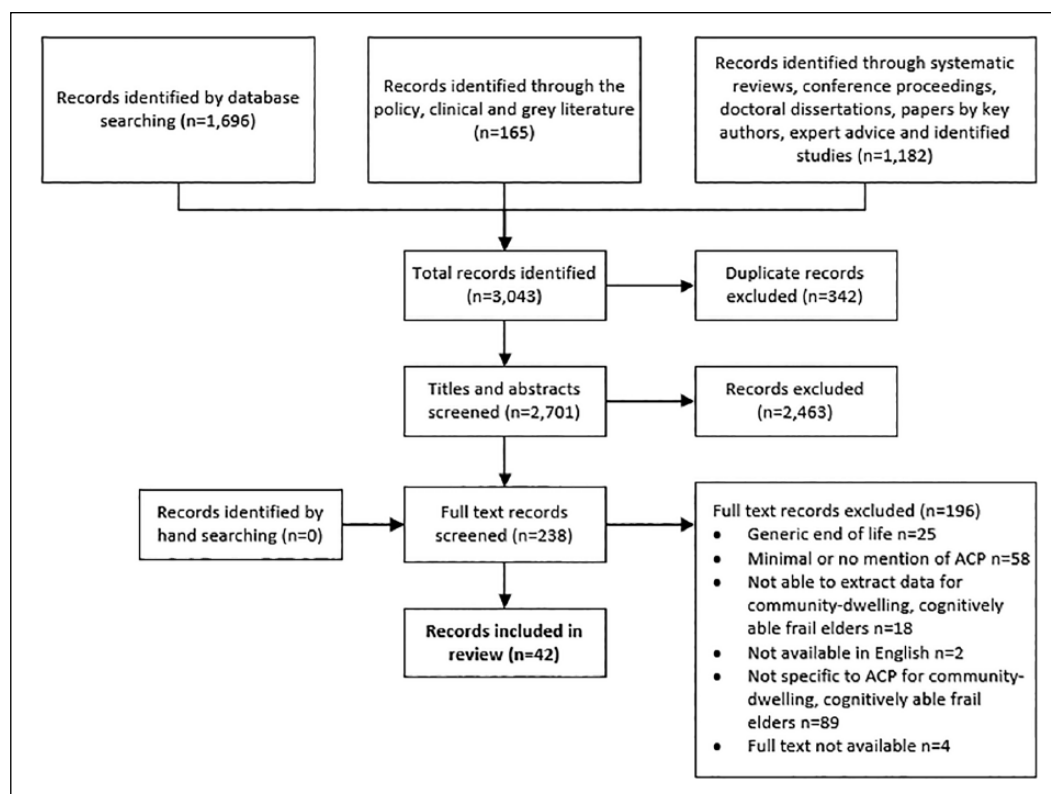 Records identified by database
searching (n=1,696)
Records identified through the
policy, clinical and grey literature
(n=165)
Records identified through systematic
reviews, conference proceedings,
doctoral dissertations, papers by key
authors, expert advice and identified
studies (n=1,182)
Total records identified
(n=3,043)
Duplicate records
excluded (n=342)
Titles and abstracts
screened (n=2,701)
Records excluded
(n=2,463)
Records identified by
hand searching (n=0)
Full text records
screened (n=238)
Full text records excluded (n=196)
• Generic end of life n=25
• Minimal or no mention of ACP n=58
• Not able to extract data for
community-dwelling, cognitively
able frail elders n=18
• Not available in English n=2
• Not specific to ACP for community-
dwelling, cognitively able frail
elders n=89
• Full text not available n=4
Records included in
review (n=42)